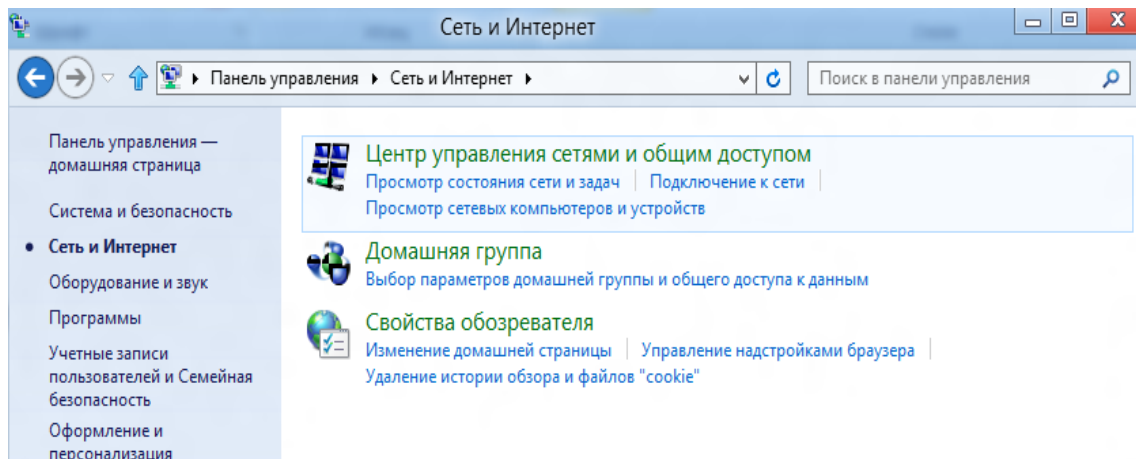 Сеть и Интернет
Панель управления Сеть и Интернет
Поиск в панели управления
Панель управления —
домашняя страница
Система и безопасность
Сеть и Интернет
Оборудование и звук
Программы
Учетные записи
пользователей и Семейная
безопасность
Оформление и
персонализация
Центр управления сетями и общим доступом
Просмотр состояния сети и задач
Подключение к сети
Просмотр сетевых компьютеров и устройств
Домашняя группа
Выбор параметров домашней группы и общего доступа к данным
Свойства обозревателя
Изменение домашней страницы
Управление надстройками браузера
Удаление истории обзора и файлов "cookie"